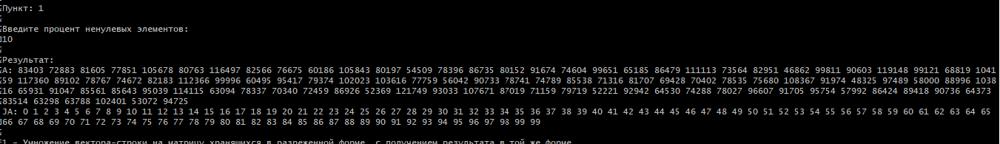 Пункт: 1
Введите процент ненулевых элементов:
10
Результат:
A: 83403 72883 81605 77851 105678 80763 116497 82566 76675 60186 105843 80197 54509 78396 86735 80152 91674 74604 99651 65185 86479 111113 73564 82951 46862 99811 90603 119148 99121 68819 1041
59 117360 89102 78767 74672 82183 112366 99996 60495 95417 79374 102023 103616 77759 56042 90733 78741 74789 85538 71316 81707 69428 70402 78535 75680 108367 91974 48325 97489 58000 88996 1038
16 65931 91047 85561 85643 95039 114115 63094 78337 70340 72459 86926 52369 121749 93033 107671 87019 71159 79719 52221 92942 64530 74288 78027 96607 91705 95754 57992 86424 89418 90736 64373
83514 63298 63788 102401 53072 94725
JA: 0 1 2 3 4 5 6 7 8 9 10 11 12 13 14 15 16 17 18 19 20 21 22 23 24 25 26 27 28 29 30 31 32 33 34 35 36 37 38 39 40 41 42 43 44 45 46 47 48 49 50 51 52 53 54 55 56 57 58 59 60 61 62 63 64 65
66 67 68 69 70 71 72 73 74 75 76 77 78 79 80 81 82 83 84 85 86 87 88 89 90 91 92 93 94 95 96 97 98 99 99
1 - Умножение вектора-строки на матрицу хранящихся в разреженной форме, с получением результата в той же форме